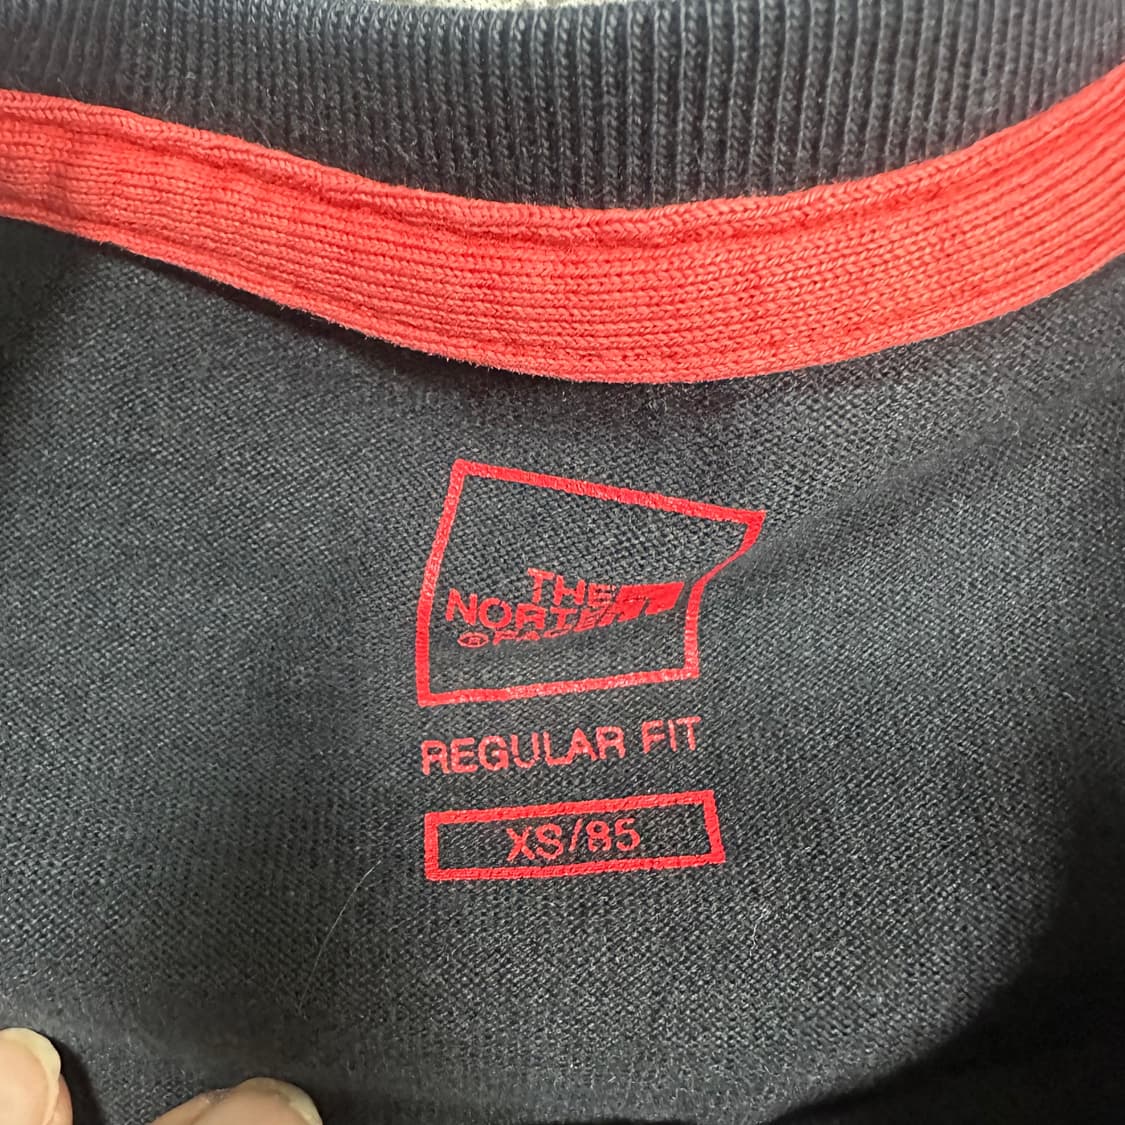 THE
NORTH
FACE
®
REGULAR FIT
XS/85